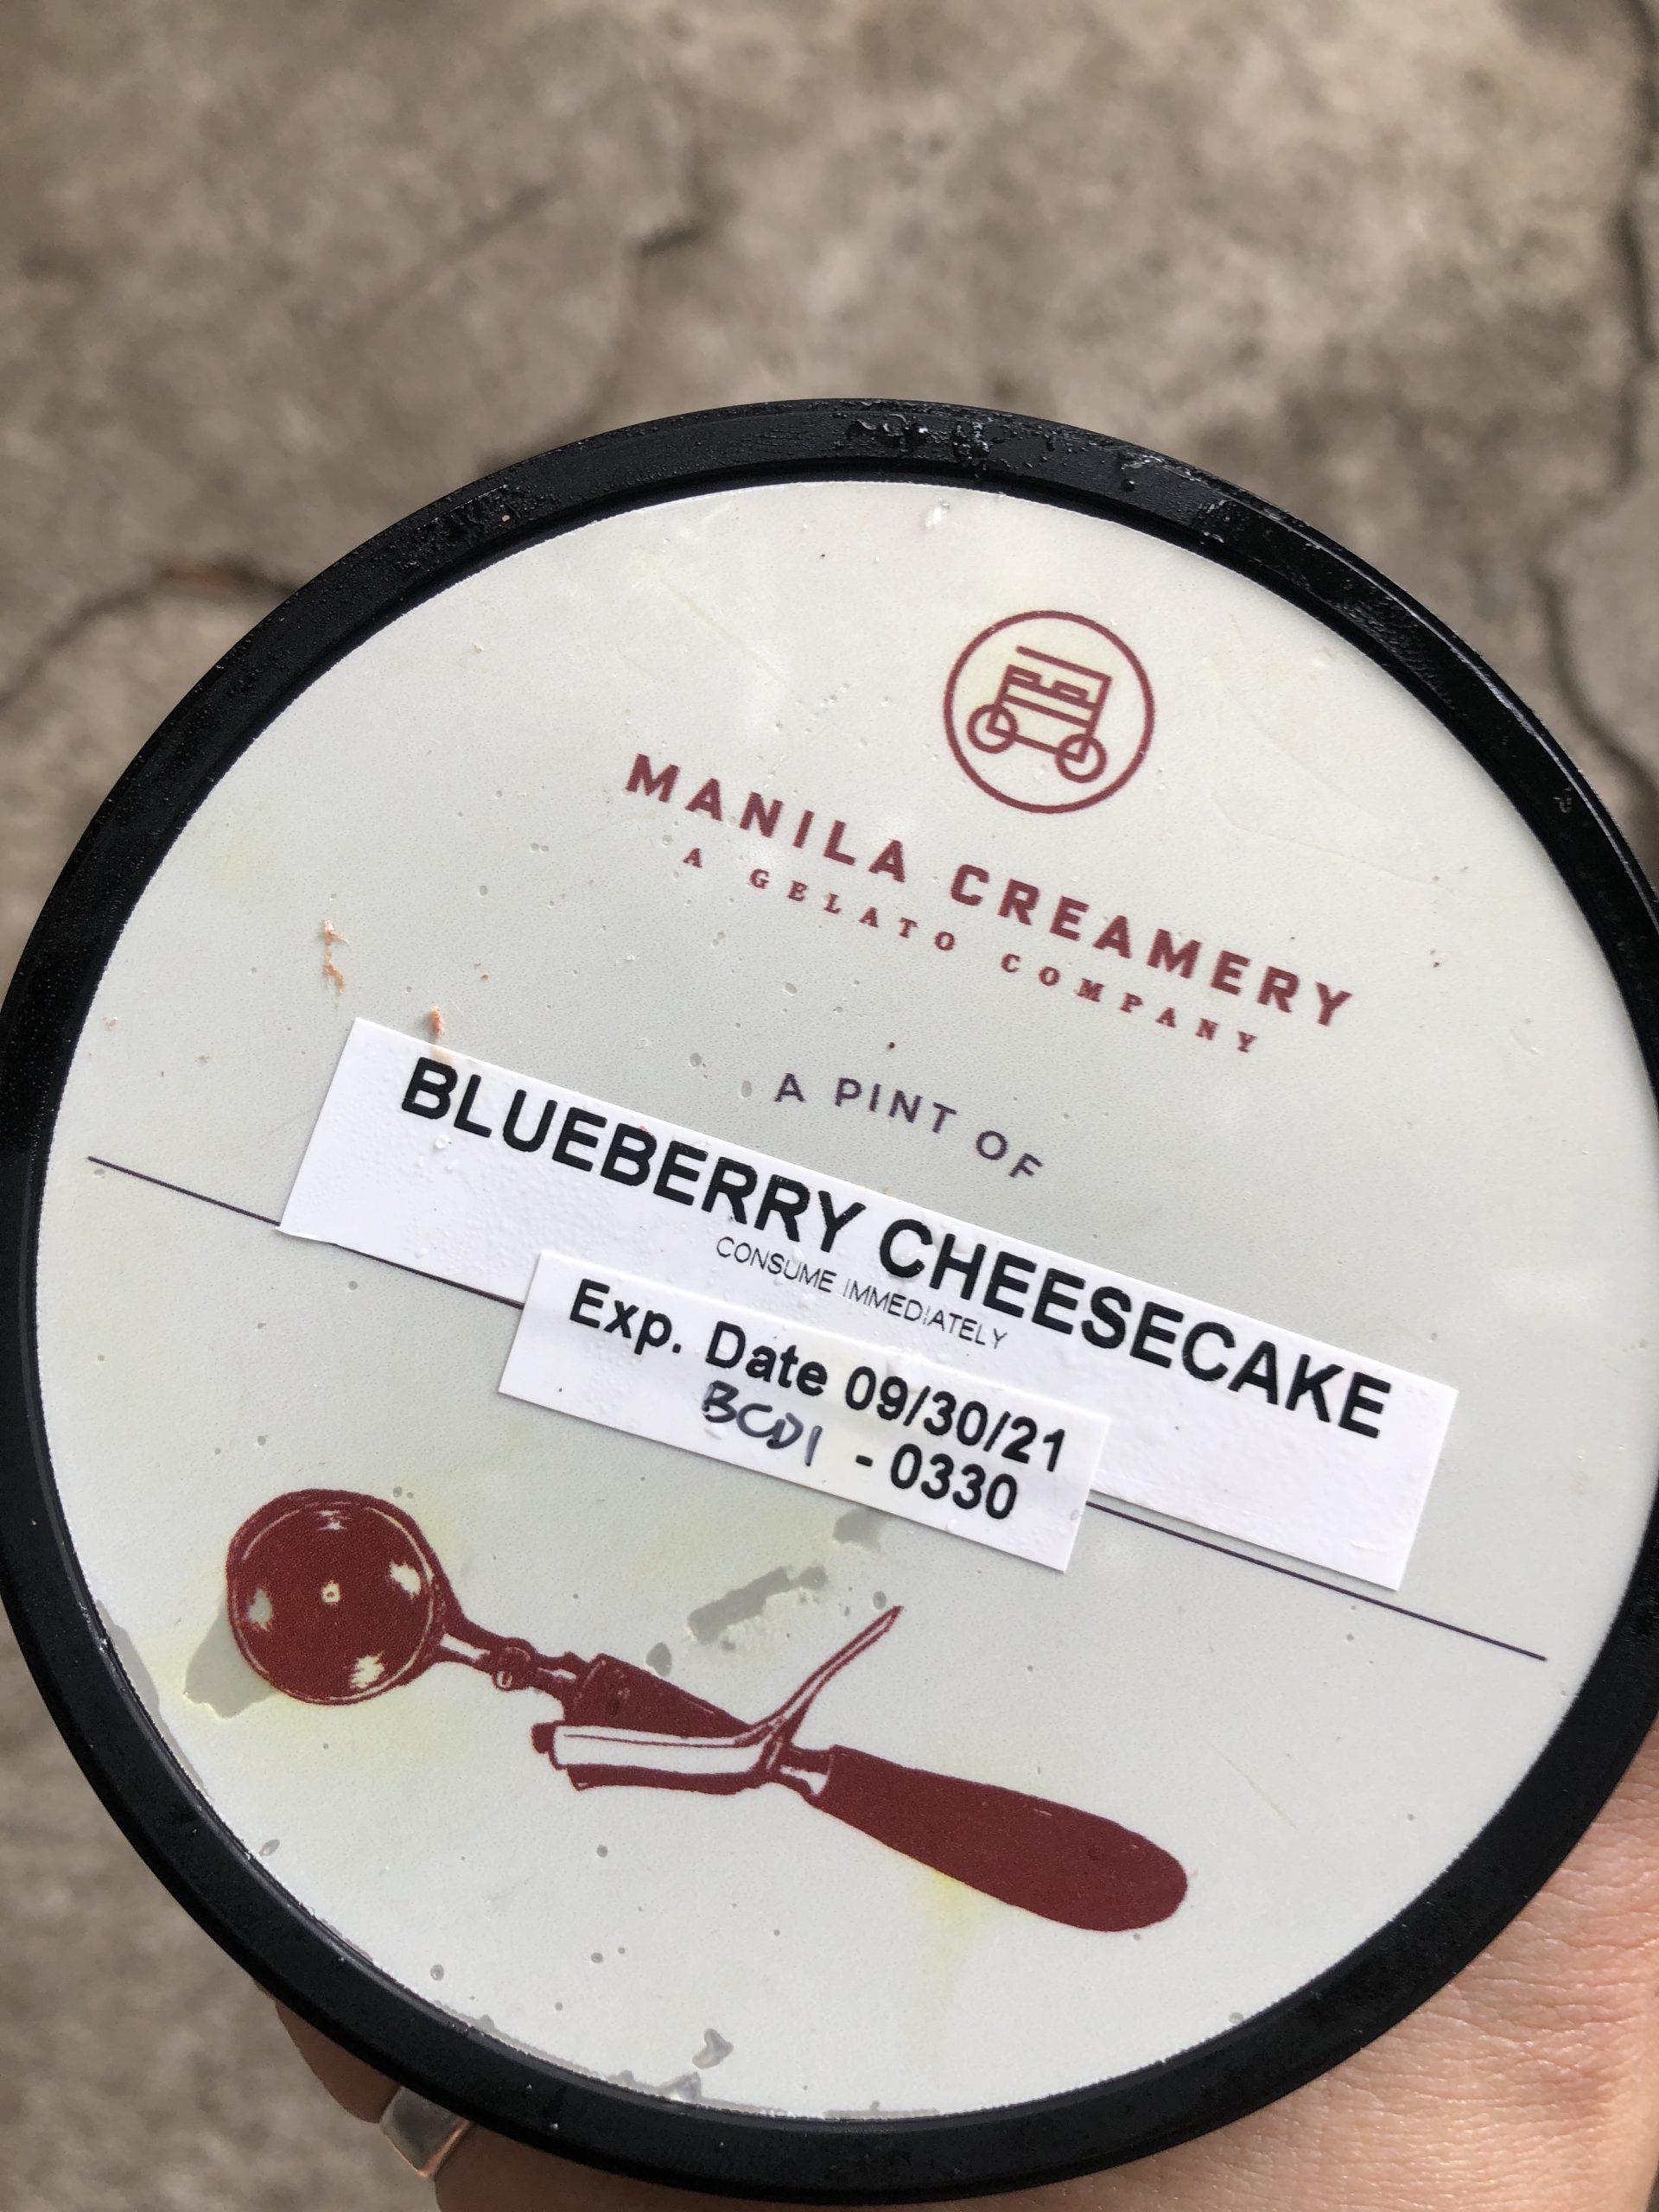 MANILA CREAMERY
A GELATO COMPANY
A PINT OF
BLUEBERRY CHEESECAKE
CONSUME IMMEDIATELY
Exp. Date 09/30/21
BCD1 - 0330